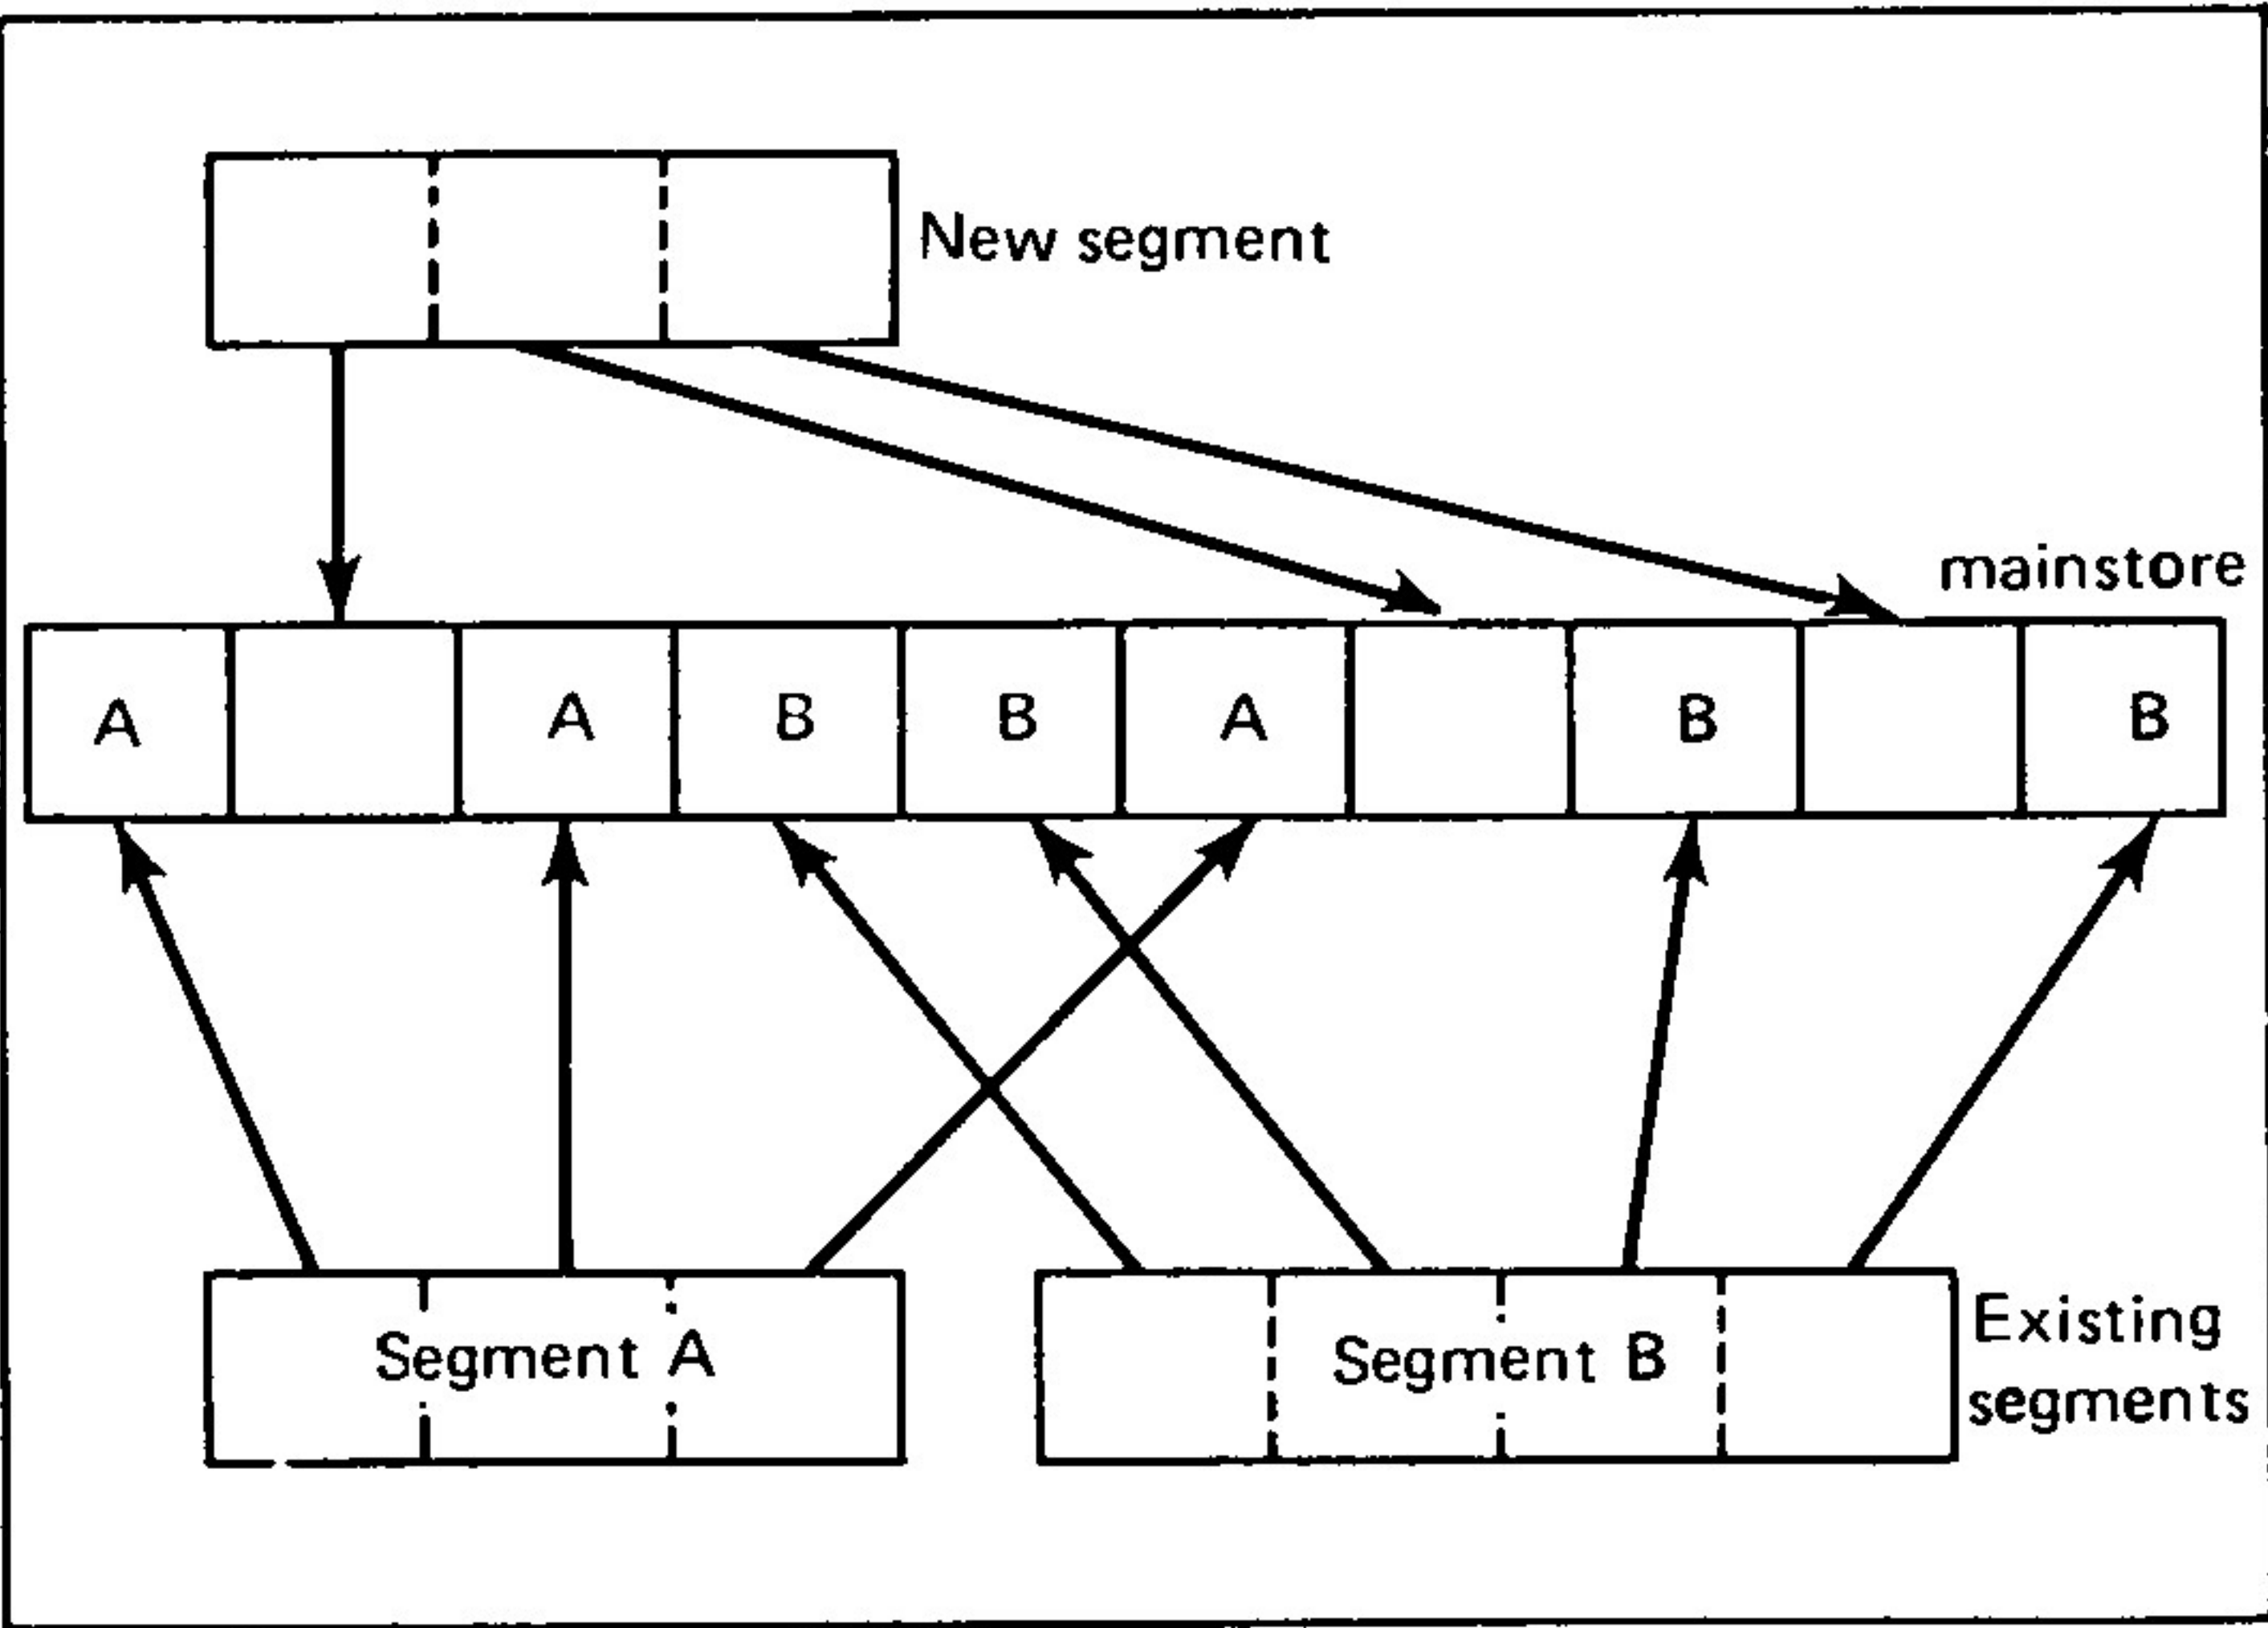 New segment
mainstore
A A B B A B B
Segment A
Segment B
Existing
segments